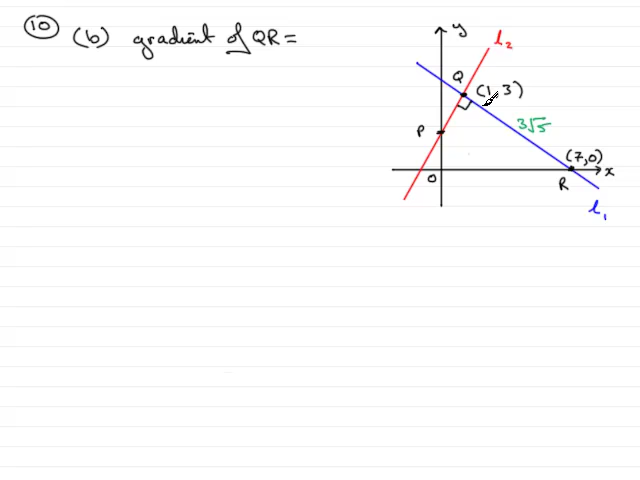 10 (b) gradient of QR =
y
l₂
Q
(1, 3)
P
3√5
(7,0)
O
R
x
l₁